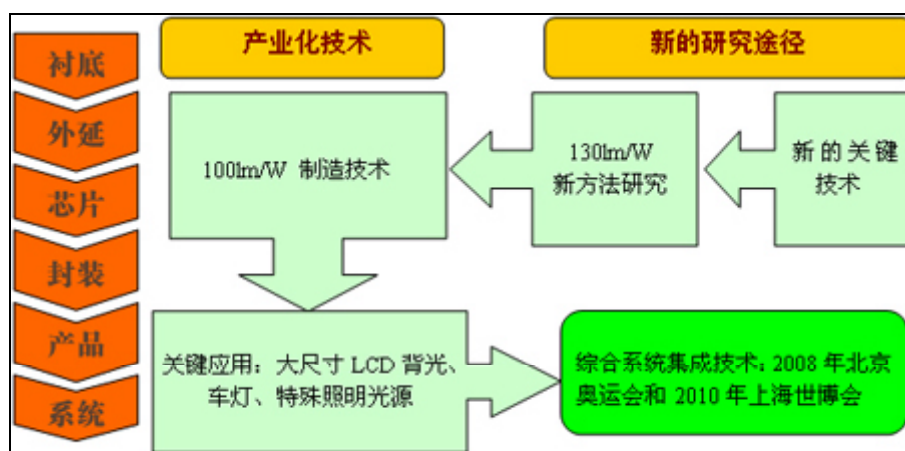 衬底
外延
芯片
封装
产品
系统
产业化技术
新的研究途径
100lm/W 制造技术
130lm/W
新方法研究
新的关键
技术
关键应用：大尺寸 LCD 背光、
车灯、特殊照明光源
综合系统集成技术：2008 年北京
奥运会和 2010 年上海世博会